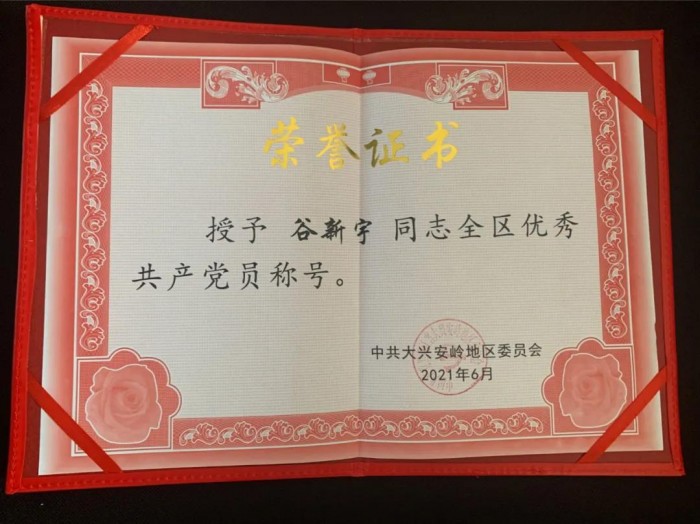 荣誉证书
授予 谷新宇 同志全区优秀
共产党员称号。
中共大兴安岭地区委员会
2021年6月